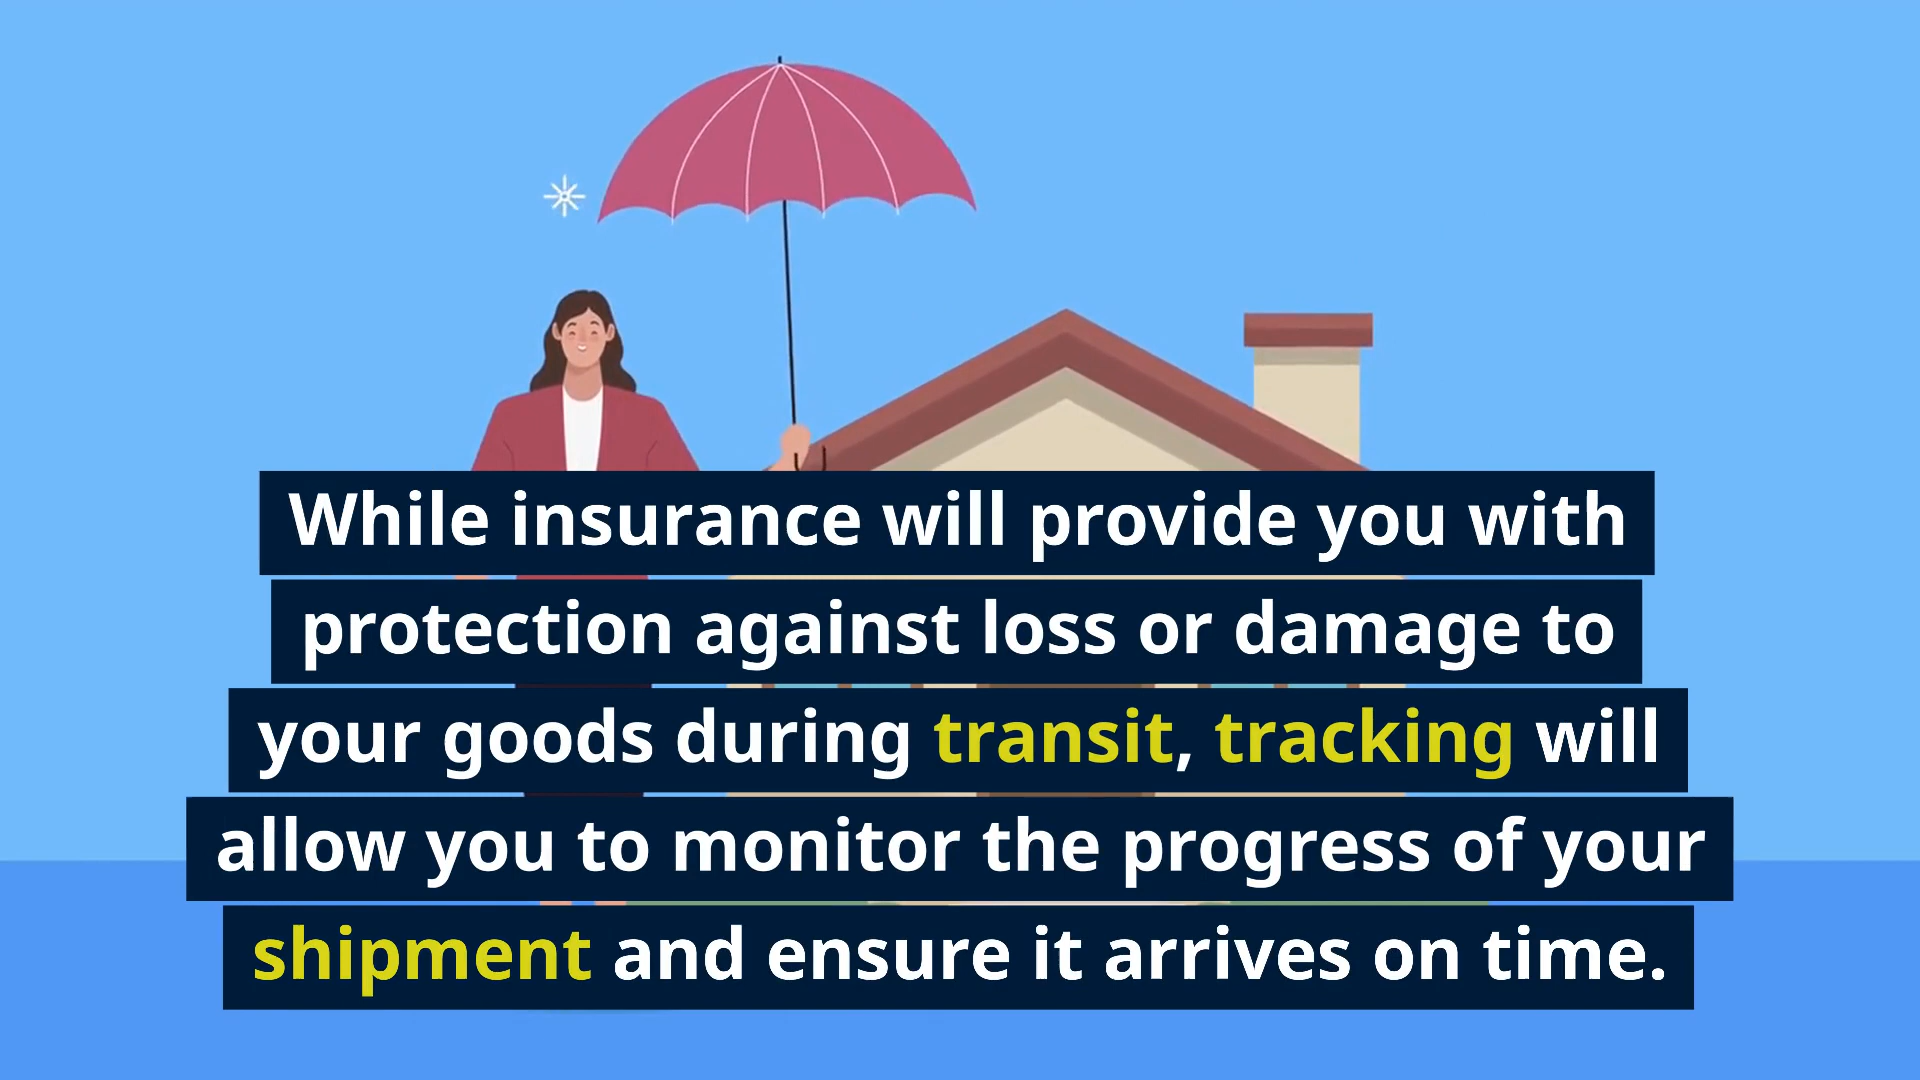 While insurance will provide you with
protection against loss or damage to
your goods during transit, tracking will
allow you to monitor the progress of your
shipment and ensure it arrives on time.